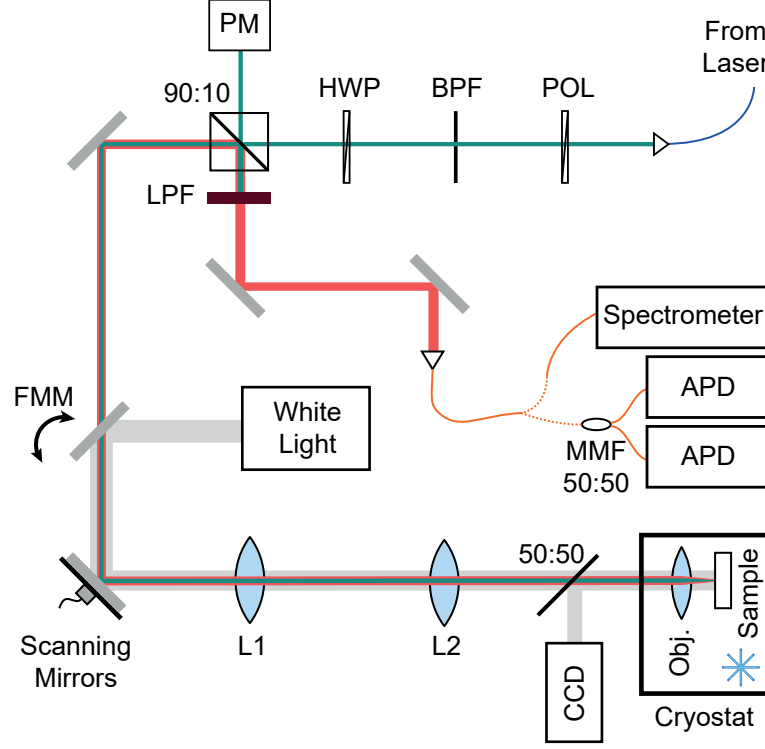 PM
From
Laser
90:10
HWP
BPF
POL
LPF
Spectrometer
FMM
White
Light
APD
APD
MMF
50:50
50:50
Scanning
Mirrors
L1
L2
CCD
Obj.
Sample
Cryostat